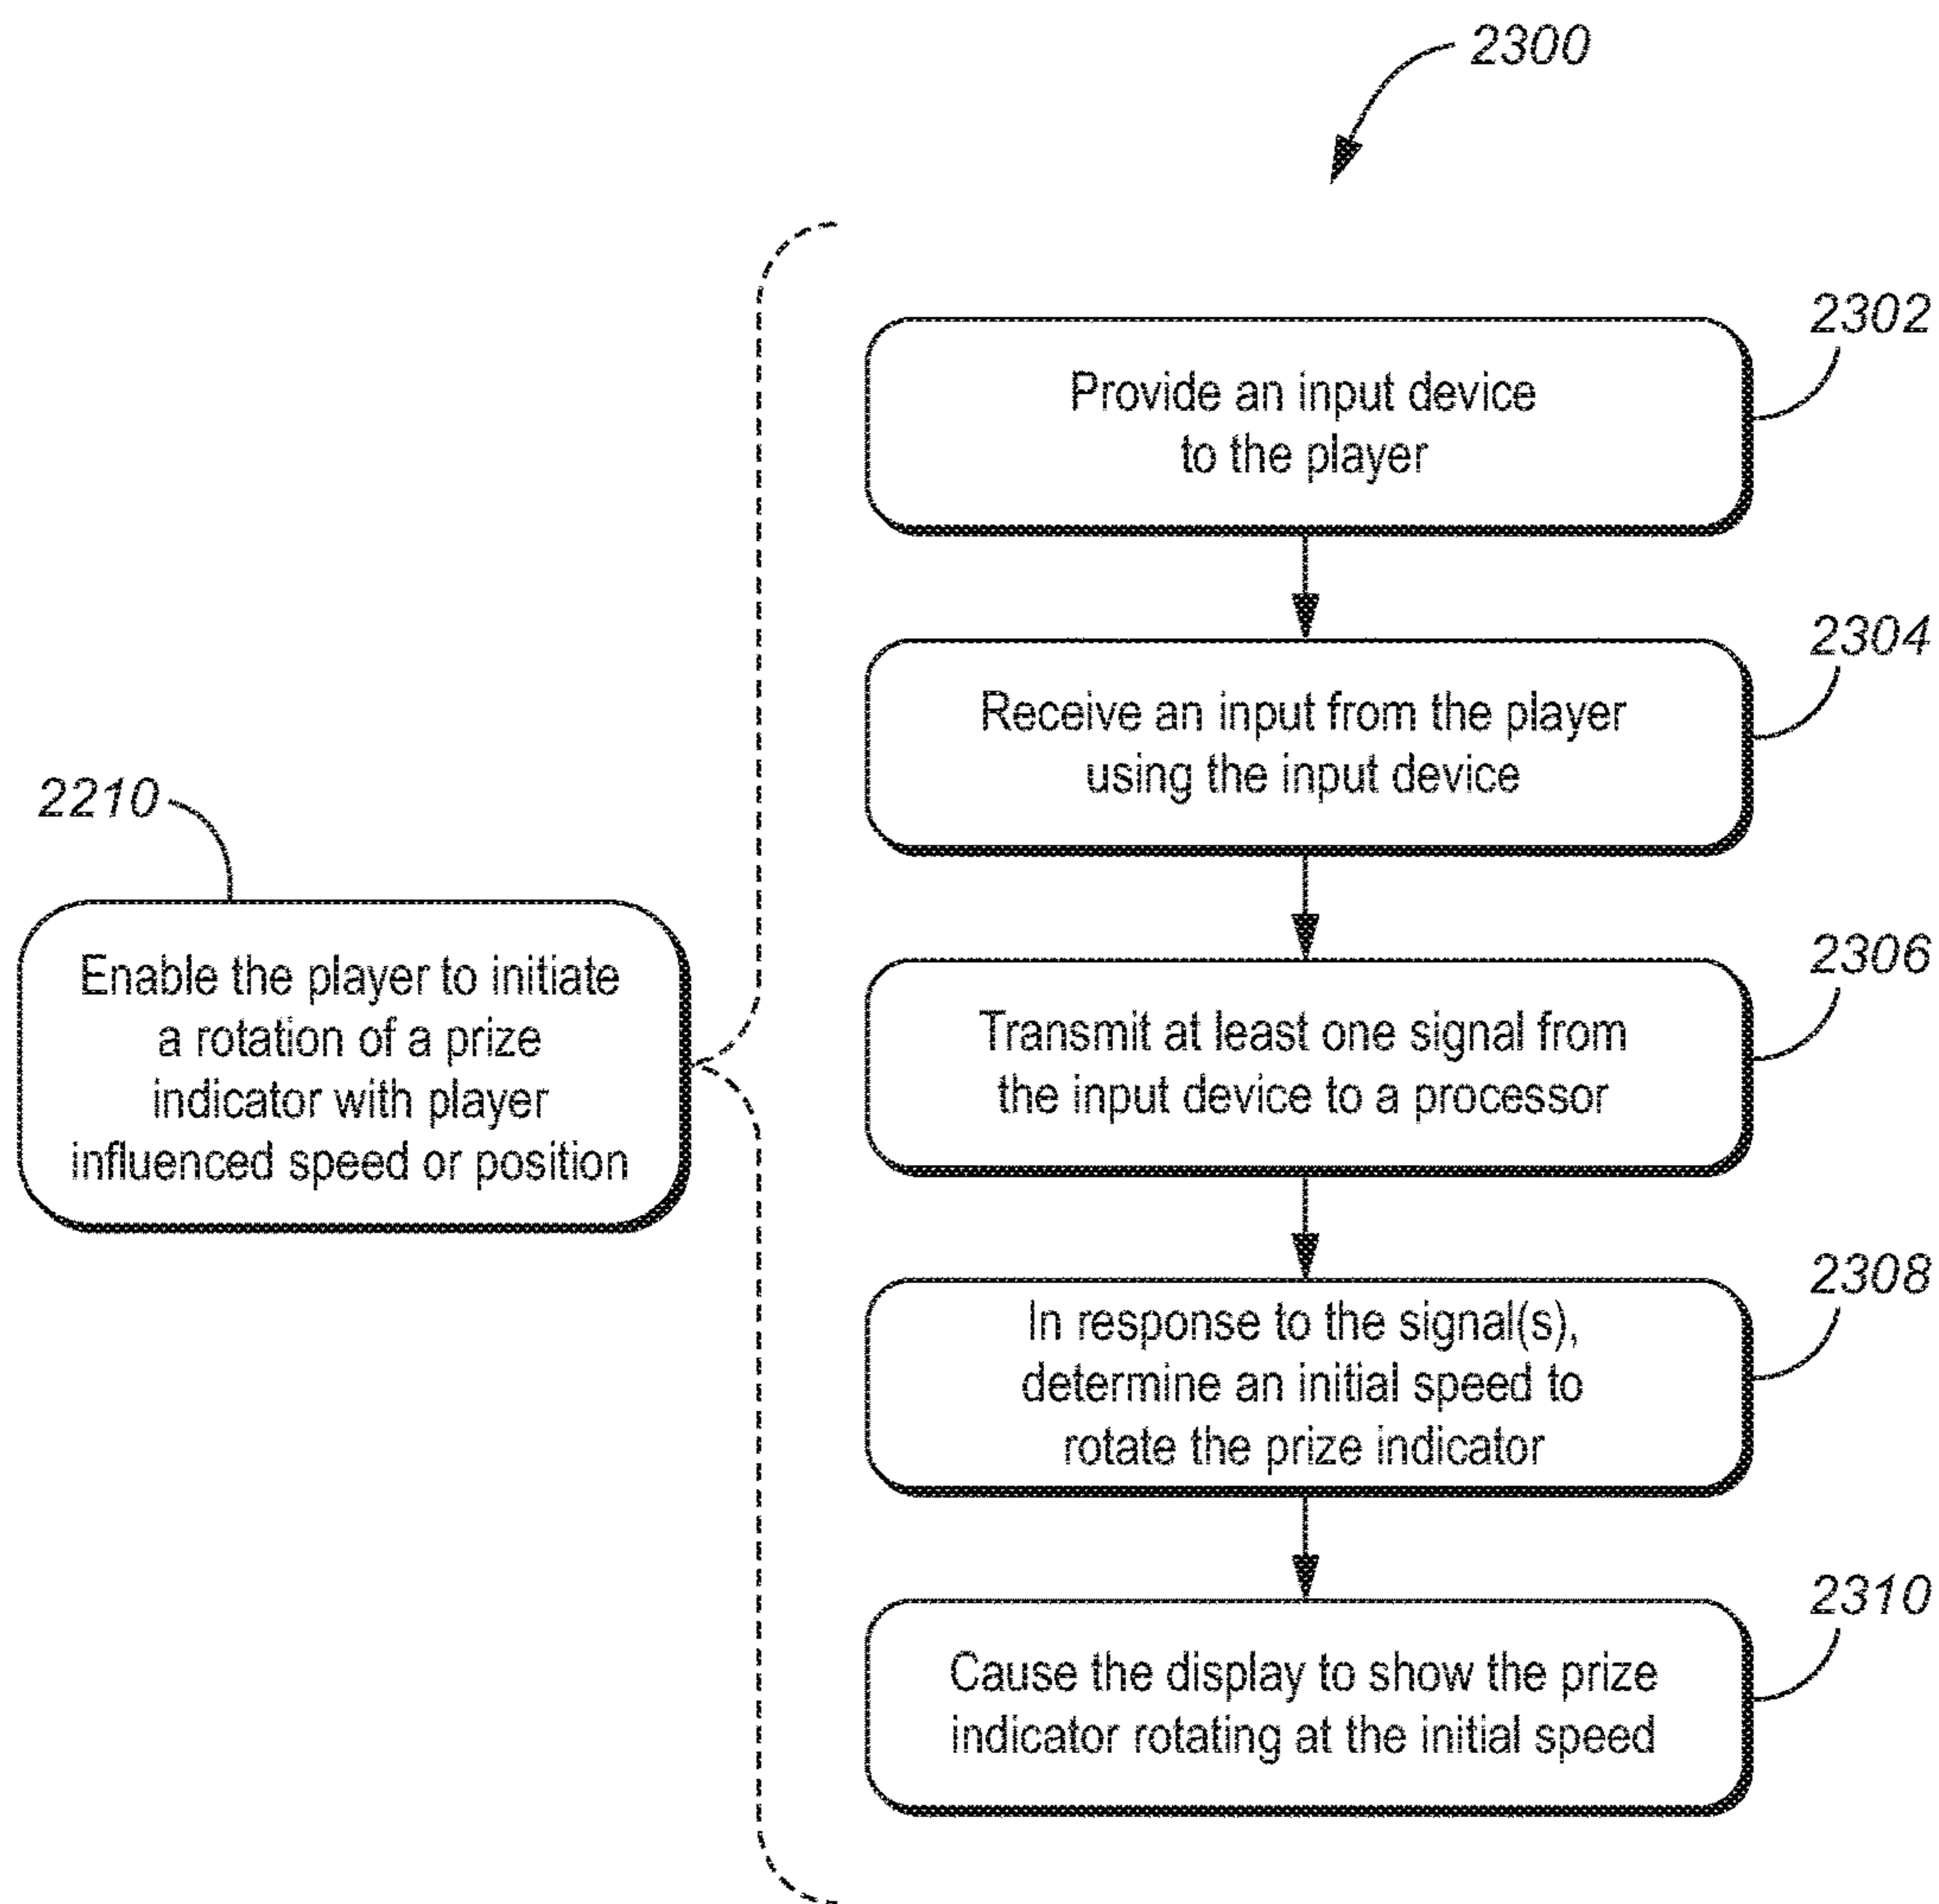 2300
2302
Provide an input device
to the player
2304
Receive an input from the player
using the input device
2210
Enable the player to initiate
a rotation of a prize
indicator with player
influenced speed or position
2306
Transmit at least one signal from
the input device to a processor
2308
In response to the signal(s),
determine an initial speed to
rotate the prize indicator
2310
Cause the display to show the prize
indicator rotating at the initial speed